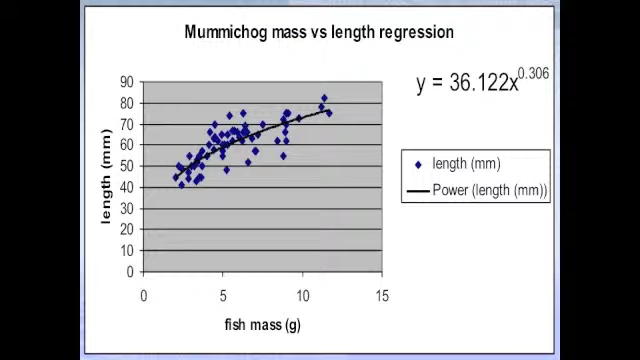 Mummichog mass vs length regression
y = 36.122x^0.306
90
80
70
60
50
40
30
20
10
0
length (mm)
0 5 10 15
fish mass (g)
length (mm)
Power (length (mm))